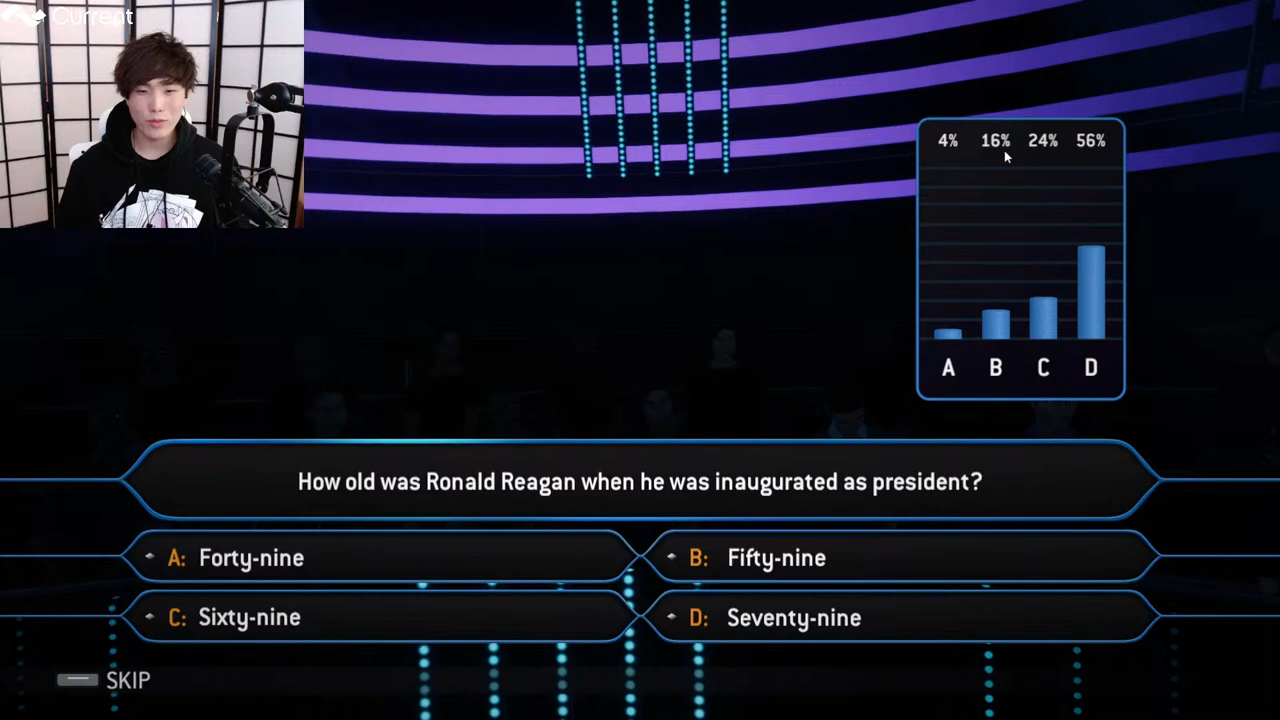 Current
4% 16% 24% 56%
A B C D
How old was Ronald Reagan when he was inaugurated as president?
A: Forty-nine
B: Fifty-nine
C: Sixty-nine
D: Seventy-nine
SKIP